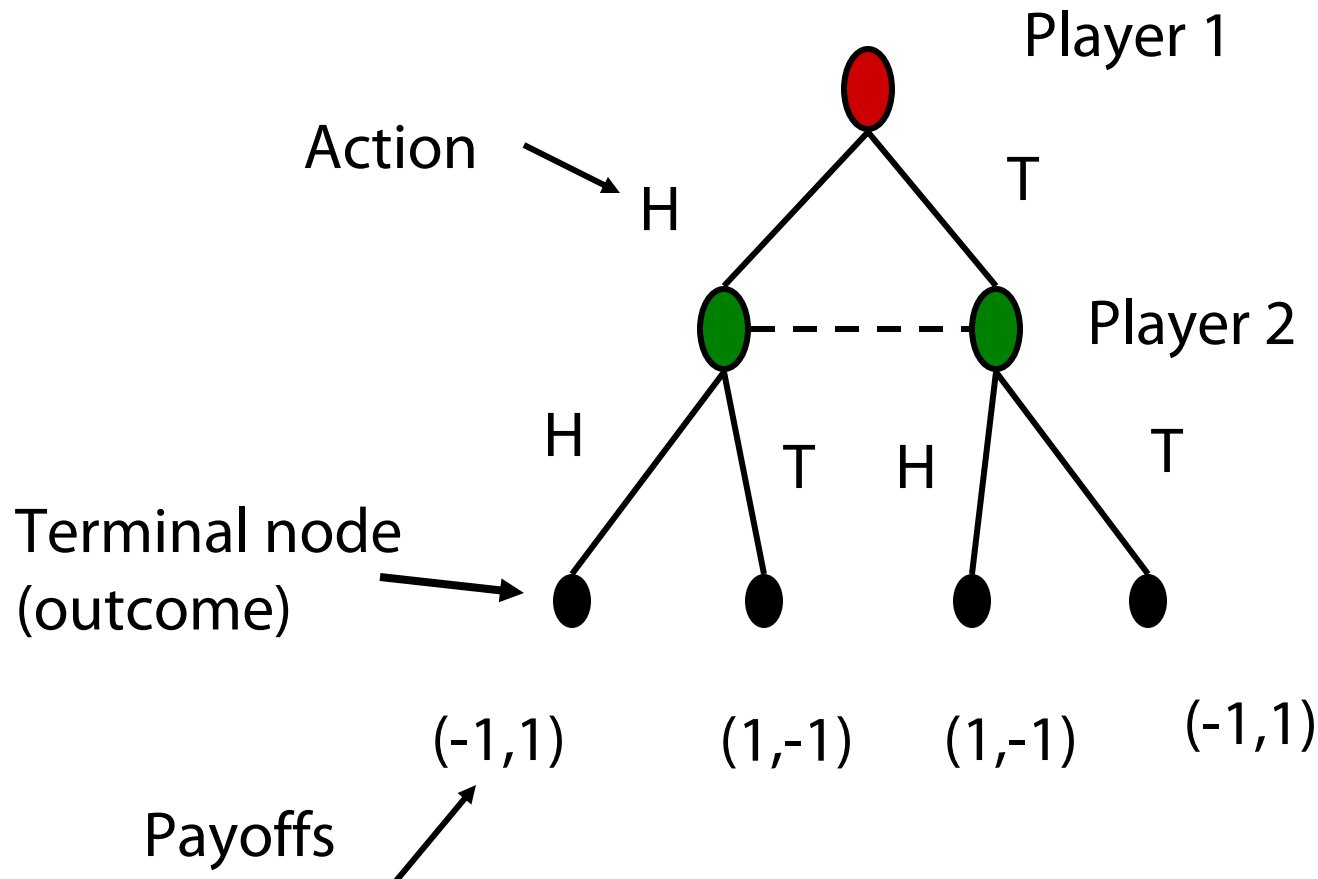 Player 1
Action
H
T
Player 2
H
T
H
T
Terminal node
(outcome)
(-1,1)
(1,-1)
(1,-1)
(-1,1)
Payoffs